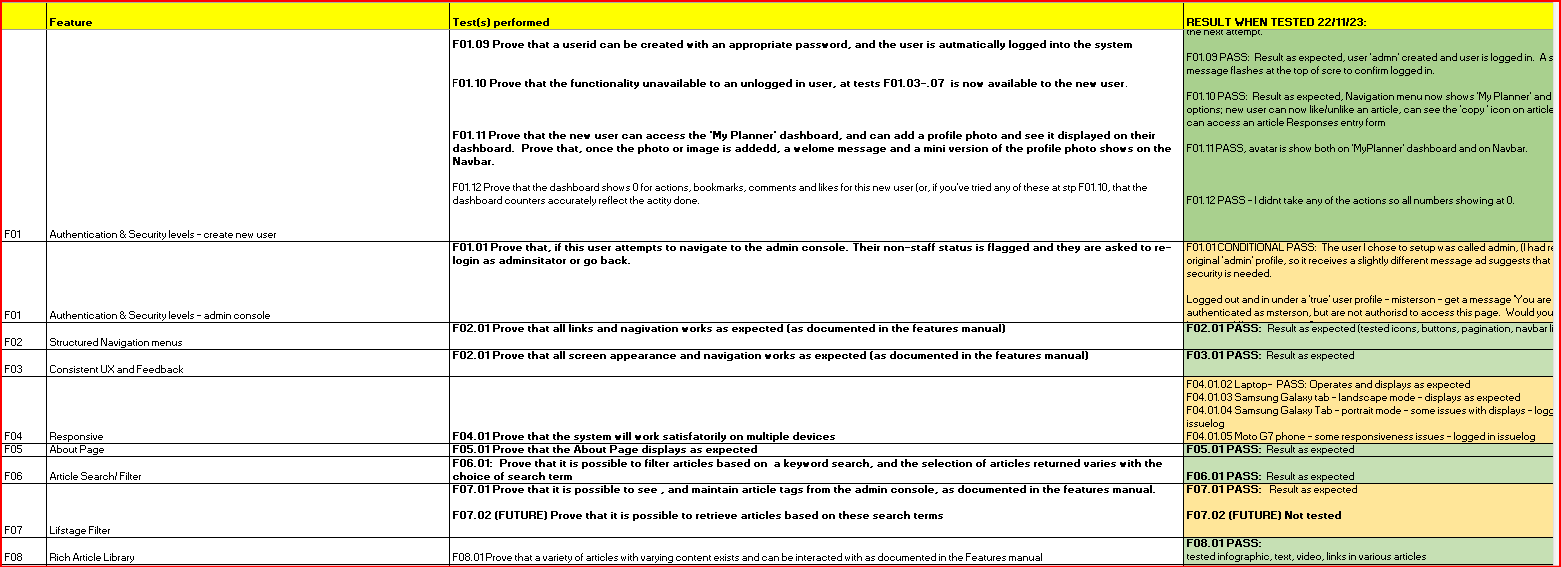 Feature Test(s) performed RESULT WHEN TESTED 22/11/23:
the next attempt.
F01.09 Prove that a userid can be created with an appropriate password, and the user is autmatically logged into the system
F01.09 PASS: Result as expected, user 'admn' created and user is logged in. A s
message flashes at the top of scre to confirm logged in.
F01.10 Prove that the functionality unavailable to an unlogged in user, at tests F01.03-.07 is now available to the new user.
F01.10 PASS: Result as expected, Navigation menu now shows 'My Planner' and
options; new user can now like/unlike an article, can see the 'copy' icon on article
can access an article Responses entry form
F01.11 Prove that the new user can access the 'My Planner' dashboard, and can add a profile photo and see it displayed on their
dashboard. Prove that, once the photo or image is addedd, a welome message and a mini version of the profile photo shows on the
Navbar.
F01.11 PASS, avatar is show both on 'MyPlanner' dashboard and on Navbar.
F01.12 Prove that the dashboard shows 0 for actions, bookmarks, comments and likes for this new user (or, if you've tried any of these at stp F01.10, that the
dashboard counters accurately reflect the actity done.
F01.12 PASS - I didnt take any of the actions so all numbers showing at 0.
F01 Authentication & Security levels - create new user
F01.01 Prove that, if this user attempts to navigate to the admin console. Their non-staff status is flagged and they are asked to re-
login as adminsitator or go back.
F01.01 CONDITIONAL PASS: The user I chose to setup was called admin, (I had re
original 'admin' profile, so it receives a slightly different message ad suggests that
security is needed.
Logged out and in under a 'true' user profile - misterson - get a message 'You are
authenticated as msterson, but are not authorisd to access this page. Would you
F01 Authentication & Security levels - admin console
F02.01 Prove that all links and nagivation works as expected (as documented in the features manual)
F02.01 PASS: Result as expected (tested icons, buttons, pagination, navbar li
F02 Structured Navigation menus
F02.01 Prove that all screen appearance and navigation works as expected (as documented in the features manual)
F03.01 PASS: Result as expected
F03 Consistent UX and Feedback
F04.01.02 Laptop- PASS: Operates and displays as expected
F04.01.03 Samsung Galaxy tab - landscape mode - displays as expected
F04.01.04 Samsung Galaxy Tab - portrait mode - some issues with displays - logg
issuelog
F04 Responsive F04.01 Prove that the system will work satisfatorily on multiple devices F04.01.05 Moto G7 phone - some responsiveness issues - logged in issuelog
F05 About Page F05.01 Prove that the About Page displays as expected F05.01 PASS: Result as expected
F06.01: Prove that it is possible to filter articles based on a keyword search, and the selection of articles returned varies with the
F06 Article Search/ Filter choice of search term F06.01 PASS: Result as expected
F07.01 Prove that it is possible to see , and maintain article tags from the admin console, as documented in the features manual.
F07.01 PASS: Result as expected
F07.02 (FUTURE) Prove that it is possible to retrieve articles based on these search terms
F07.02 (FUTURE) Not tested
F07 Lifstage Filter
F08.01 PASS:
F08 Rich Article Library F08.01Prove that a variety of articles with varying content exists and can be interacted with as documented in the Features manual tested infographic, text, video, links in various articles